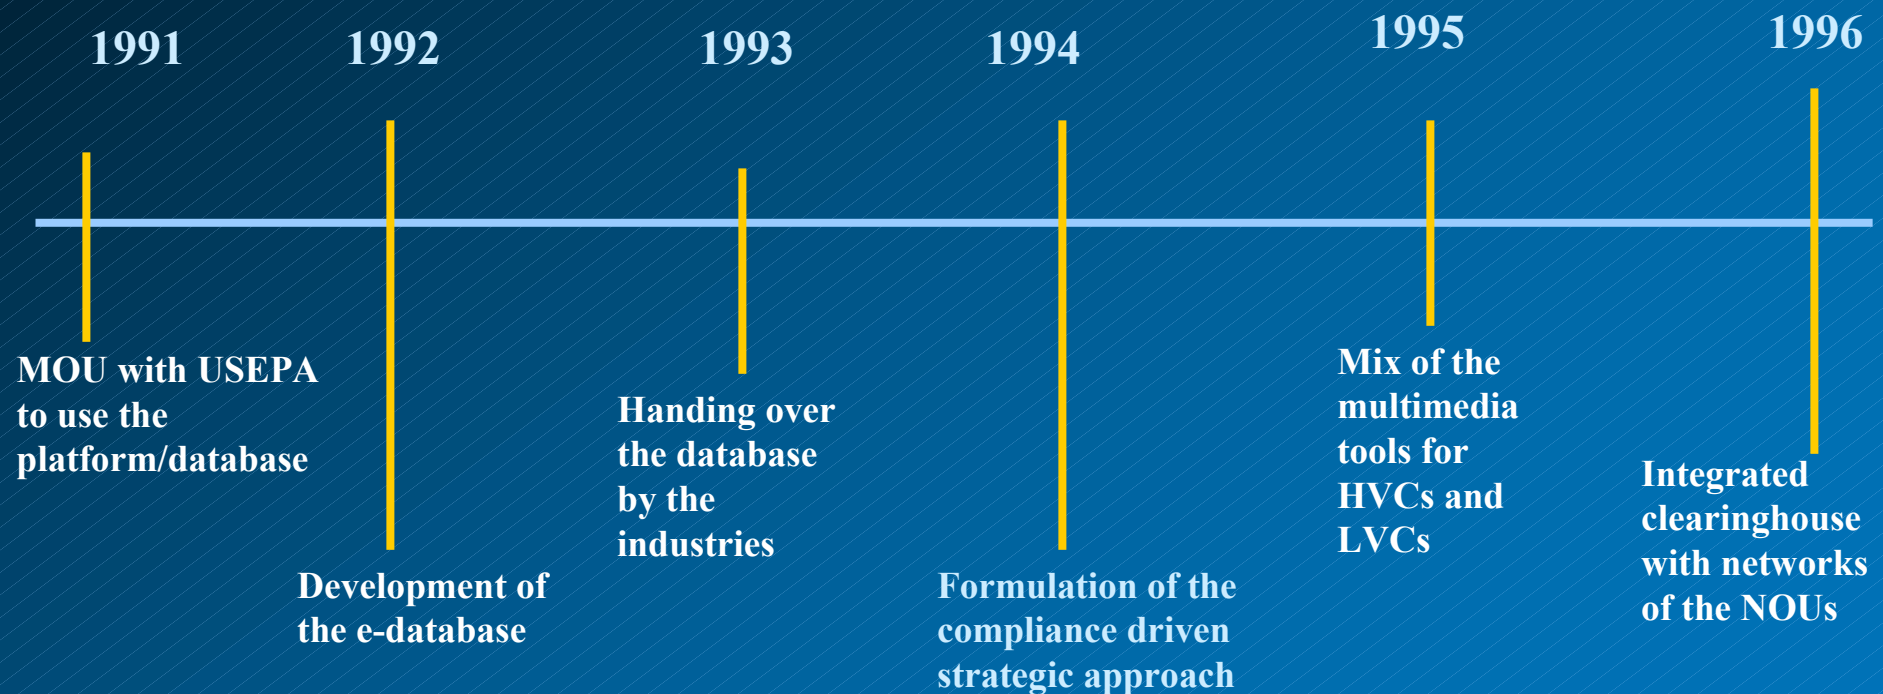 1991
1992
1993
1994
1995
1996
MOU with USEPA
to use the
platform/database
Development of
the e-database
Handing over
the database
by the
industries
Formulation of the
compliance driven
strategic approach
Mix of the
multimedia
tools for
HVCs and
LVCs
Integrated
clearinghouse
with networks
of the NOUs